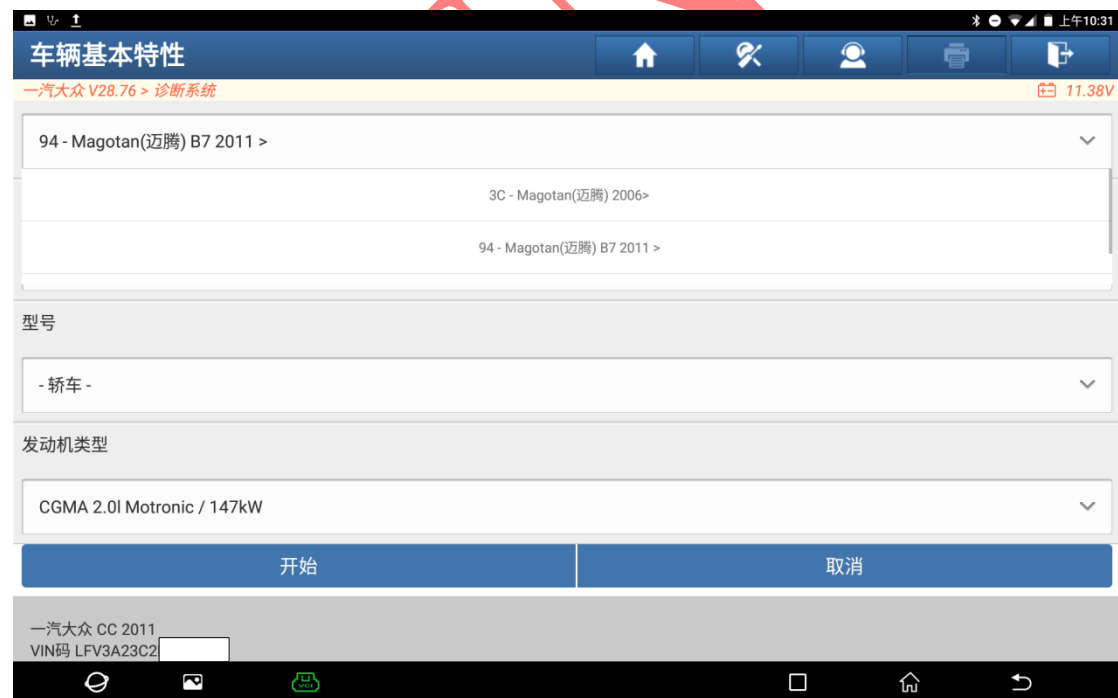 上午10:31
车辆基本特性
一汽大众 V28.76 > 诊断系统
11.38V
94 - Magotan(迈腾) B7 2011 >
3C - Magotan(迈腾) 2006>
94 - Magotan(迈腾) B7 2011 >
型号
- 轿车 -
发动机类型
CGMA 2.0l Motronic / 147kW
开始
取消
一汽大众 CC 2011
VIN码 LFV3A23C2
VCI